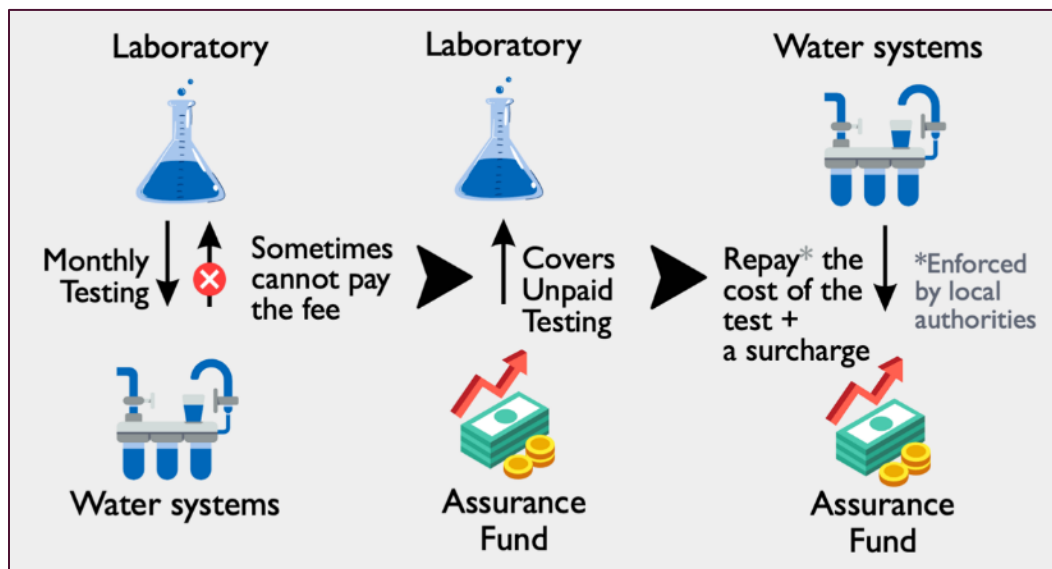 Laboratory
Monthly
Testing
Sometimes
cannot pay
the fee
Water systems
Laboratory
Covers
Unpaid
Testing
Assurance
Fund
Water systems
Repay* the
cost of the
test +
a surcharge
*Enforced
by local
authorities
Assurance
Fund